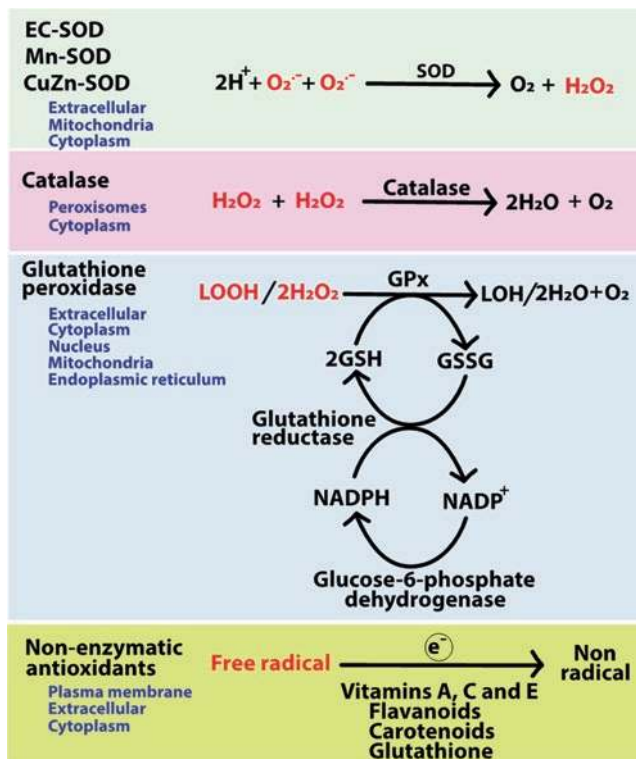 EC-SOD
Mn-SOD
CuZn-SOD
Extracellular
Mitochondria
Cytoplasm
2H⁺+ O₂·⁻+ O₂·⁻ SOD O₂ + H₂O₂
Catalase
Peroxisomes
Cytoplasm
H₂O₂ + H₂O₂ Catalase 2H₂O + O₂
Glutathione
peroxidase
Extracellular
Cytoplasm
Nucleus
Mitochondria
Endoplasmic reticulum
LOOH/2H₂O₂ GPx LOH/2H₂O+O₂
2GSH GSSG
Glutathione
reductase
NADPH NADP⁺
Glucose-6-phosphate
dehydrogenase
Non-enzymatic
antioxidants
Plasma membrane
Extracellular
Cytoplasm
Free radical e⁻ Non
radical
Vitamins A, C and E
Flavanoids
Carotenoids
Glutathione